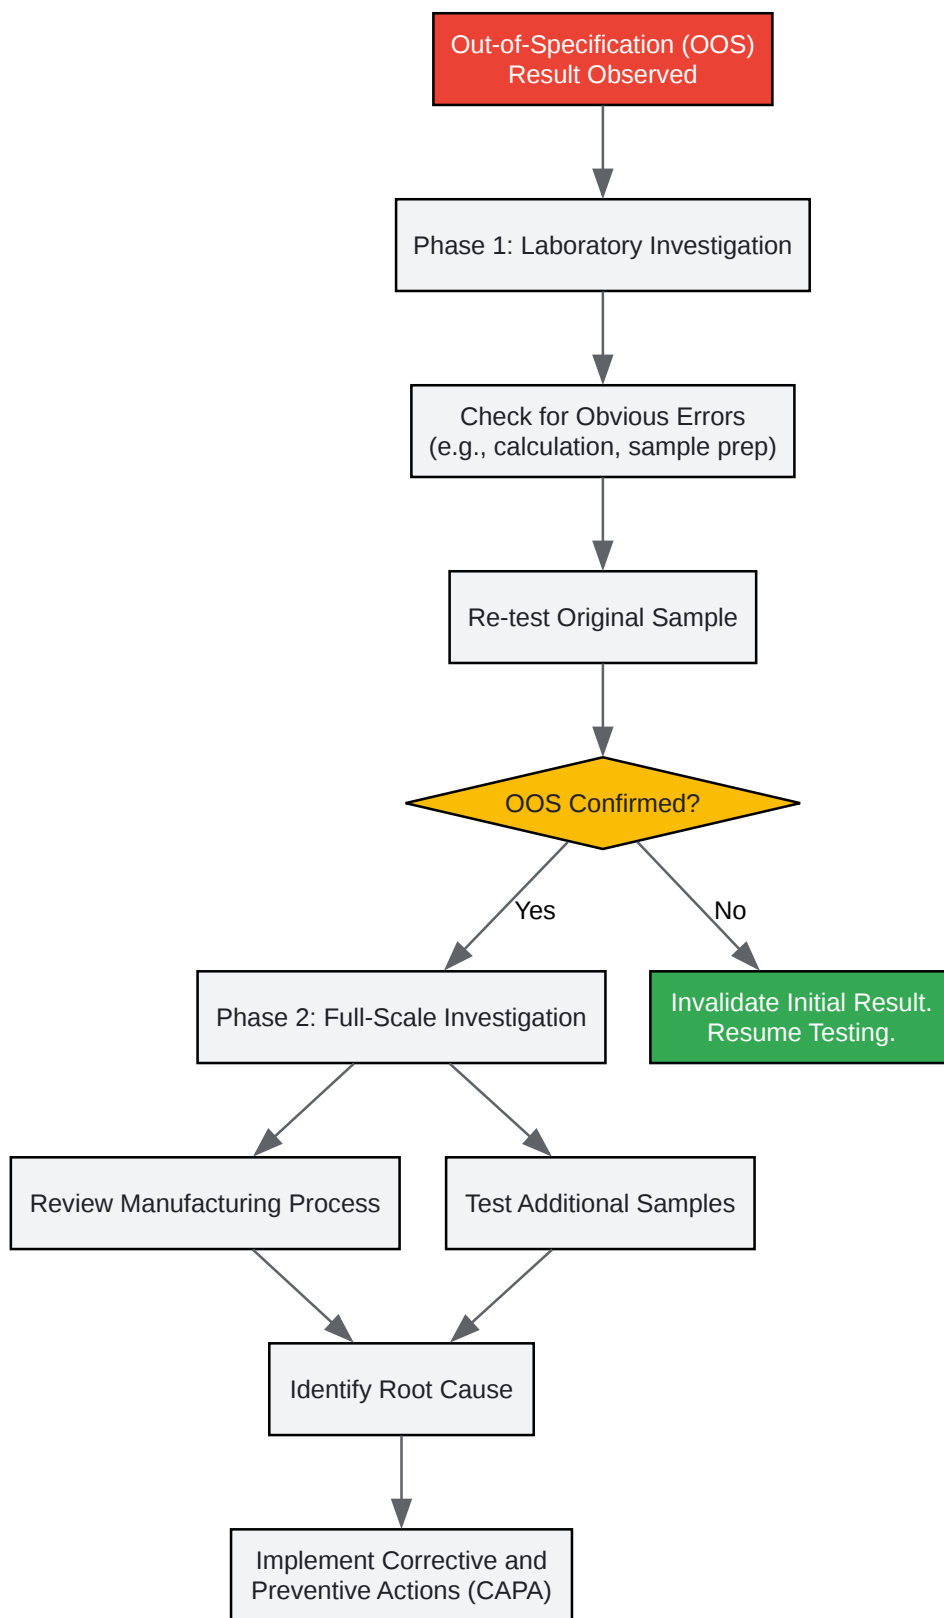 Out-of-Specification (OOS)
Result Observed
Phase 1: Laboratory Investigation
Check for Obvious Errors
(e.g., calculation, sample prep)
Re-test Original Sample
OOS Confirmed?
Yes
No
Phase 2: Full-Scale Investigation
Invalidate Initial Result.
Resume Testing.
Review Manufacturing Process
Test Additional Samples
Identify Root Cause
Implement Corrective and
Preventive Actions (CAPA)